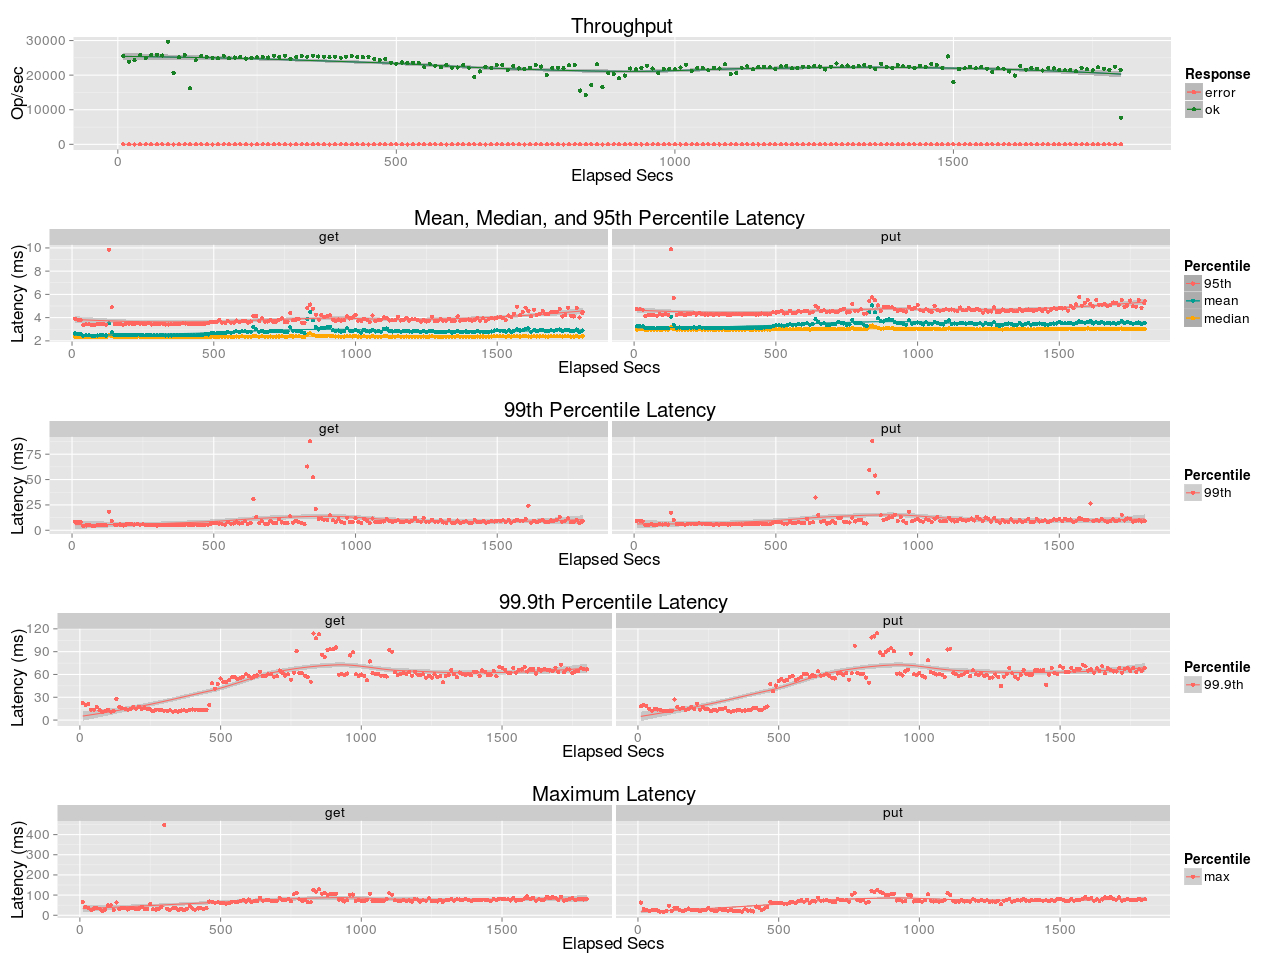 Throughput
30000
20000
10000
0
Op/sec
0 500 1000 1500
Elapsed Secs
Response
error
ok
Mean, Median, and 95th Percentile Latency
get put
10
8
6
4
2
Latency (ms)
0 500 1000 1500 0 500 1000 1500
Elapsed Secs
Percentile
95th
mean
median
99th Percentile Latency
get put
75
50
25
0
Latency (ms)
0 500 1000 1500 0 500 1000 1500
Elapsed Secs
Percentile
99th
99.9th Percentile Latency
get put
120
90
60
30
0
Latency (ms)
0 500 1000 1500 0 500 1000 1500
Elapsed Secs
Percentile
99.9th
Maximum Latency
get put
400
300
200
100
0
Latency (ms)
0 500 1000 1500 0 500 1000 1500
Elapsed Secs
Percentile
max